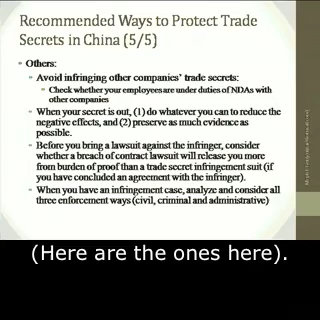 Recommended Ways to Protect Trade
Secrets in China (5/5)
Others:
Avoid infringing other companies' trade secrets:
Check whether your employees are under duties of NDAs with
other companies
When your secret is out, (1) do whatever you can to reduce the
negative effects, and (2) preserve as much evidence as
possible.
Before you bring a lawsuit against the infringer, consider
whether a breach of contract lawsuit will release you more
from burden of proof than a trade secret infringement suit (if
you have concluded an agreement with the infringer).
When you have an infringement case, analyze and consider all
three enforcement ways (civil, criminal and administrative)
(Here are the ones here).